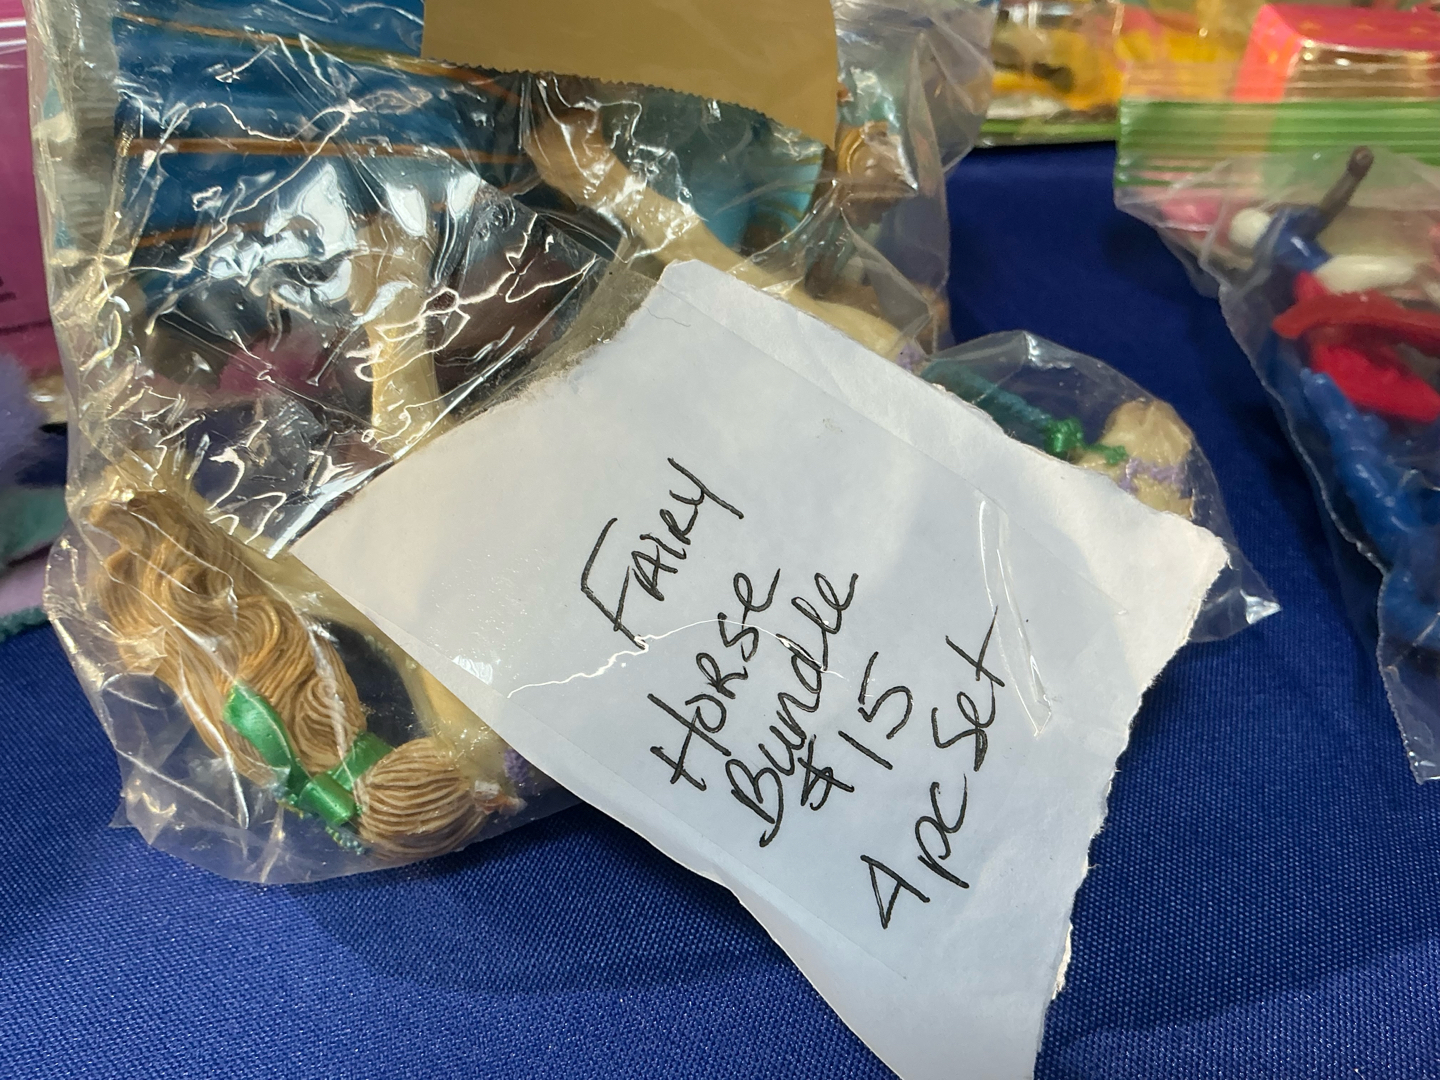 FAIRY
HORSE
Bundle
$15
4pc Set